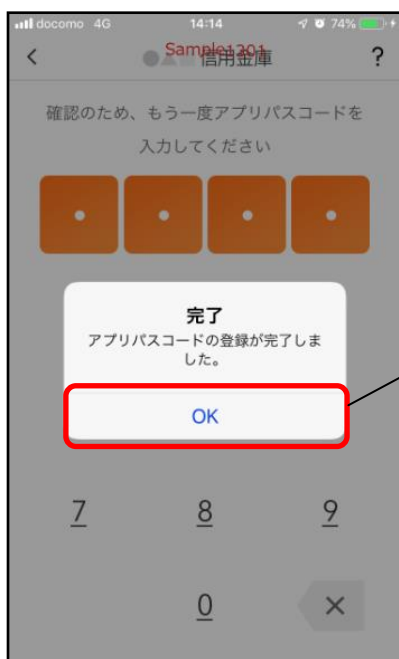 docomo 4G 14:14 74%
Sample1201
●▲■信用金庫 ?
確認のため、もう一度アプリパスコードを
入力してください
完了
アプリパスコードの登録が完了しま
した。
OK
7 8 9
0